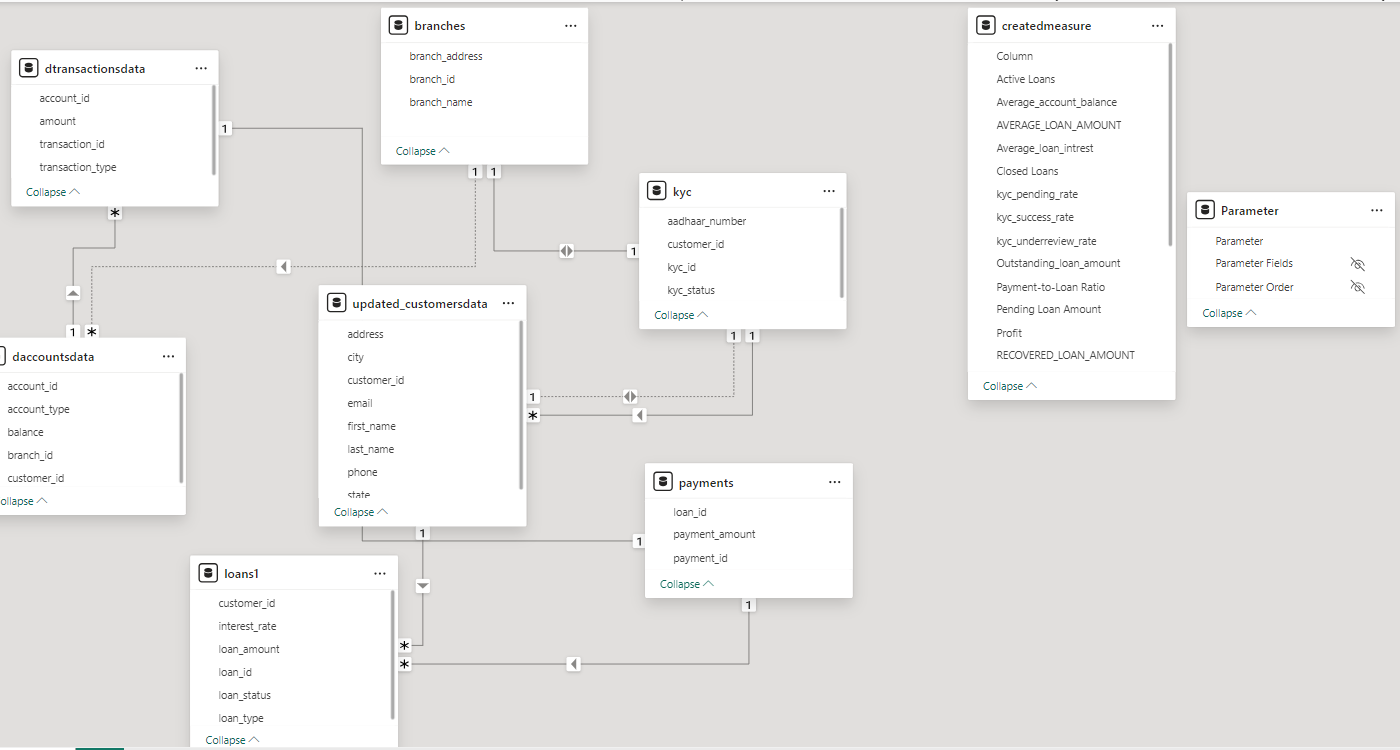 branches
branch_address
branch_id
branch_name
Collapse
dtransactionsdata
account_id
amount
transaction_id
transaction_type
Collapse
createdmeasure
Column
Active Loans
Average_account_balance
AVERAGE_LOAN_AMOUNT
Average_loan_intrest
Closed Loans
kyc_pending_rate
kyc_success_rate
kyc_underreview_rate
Outstanding_loan_amount
Payment-to-Loan Ratio
Pending Loan Amount
Profit
RECOVERED_LOAN_AMOUNT
Collapse
kyc
aadhaar_number
customer_id
kyc_id
kyc_status
Collapse
Parameter
Parameter
Parameter Fields
Parameter Order
Collapse
updated_customersdata
address
city
customer_id
email
first_name
last_name
phone
state
Collapse
daccountsdata
account_id
account_type
balance
branch_id
customer_id
ollapse
payments
loan_id
payment_amount
payment_id
Collapse
loans1
customer_id
interest_rate
loan_amount
loan_id
loan_status
loan_type
Collapse
1
1
1
*
1
1
*
1
1
1
*
1
1
*
*
1